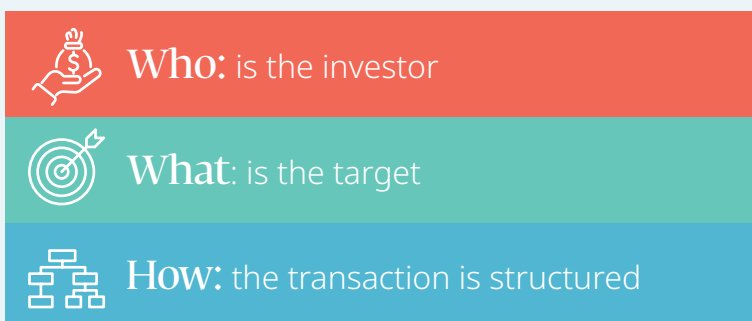 Who: is the investor
What: is the target
How: the transaction is structured